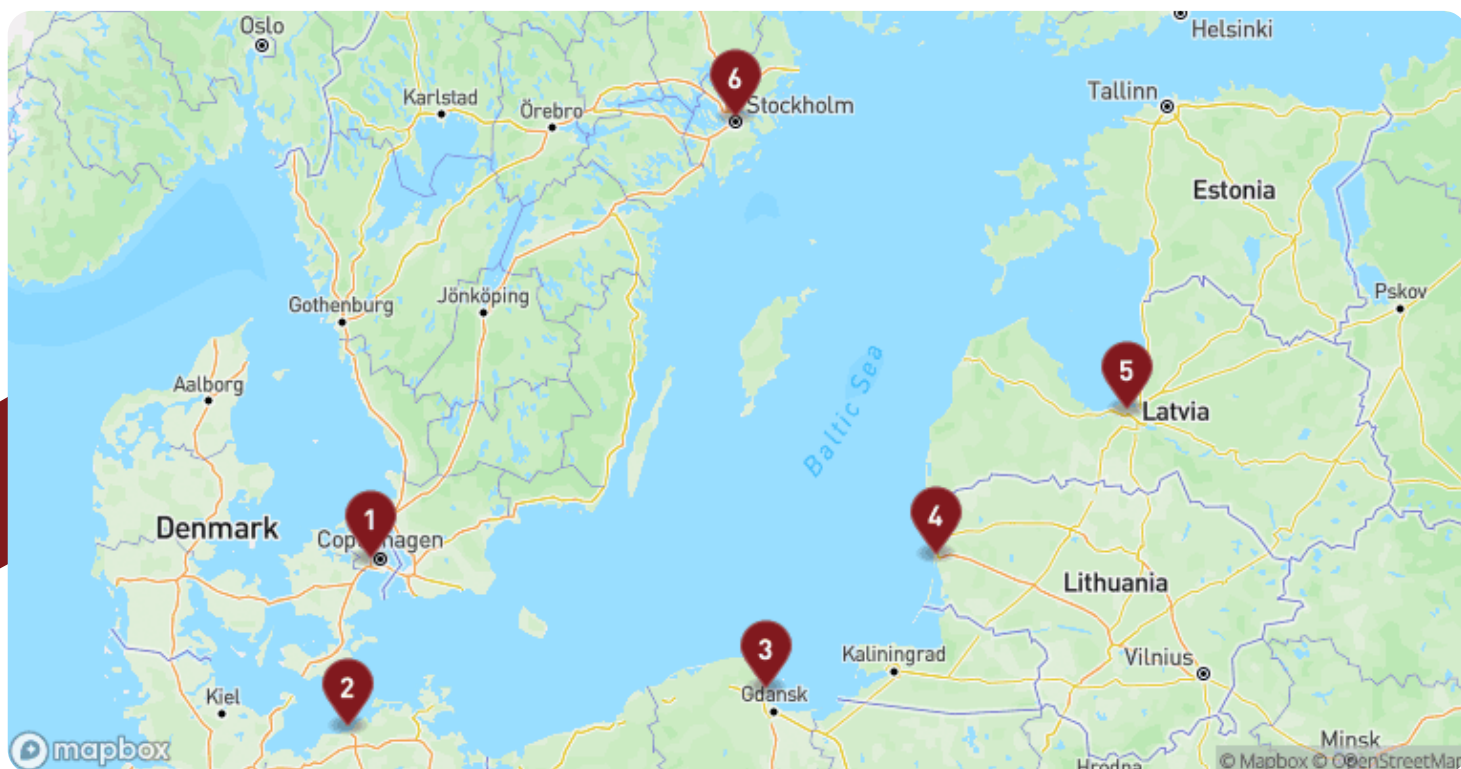 Oslo
Helsinki
6
Stockholm
Karlstad
Örebro
Tallinn
Estonia
Gothenburg
Jönköping
Pskov
Aalborg
5
Latvia
Baltic Sea
1
4
Denmark
Copenhagen
Lithuania
3
2
Kaliningrad
Vilnius
Kiel
Gdansk
mapbox
Minsk
Hrodna
© Mapbox © OpenStreetMap